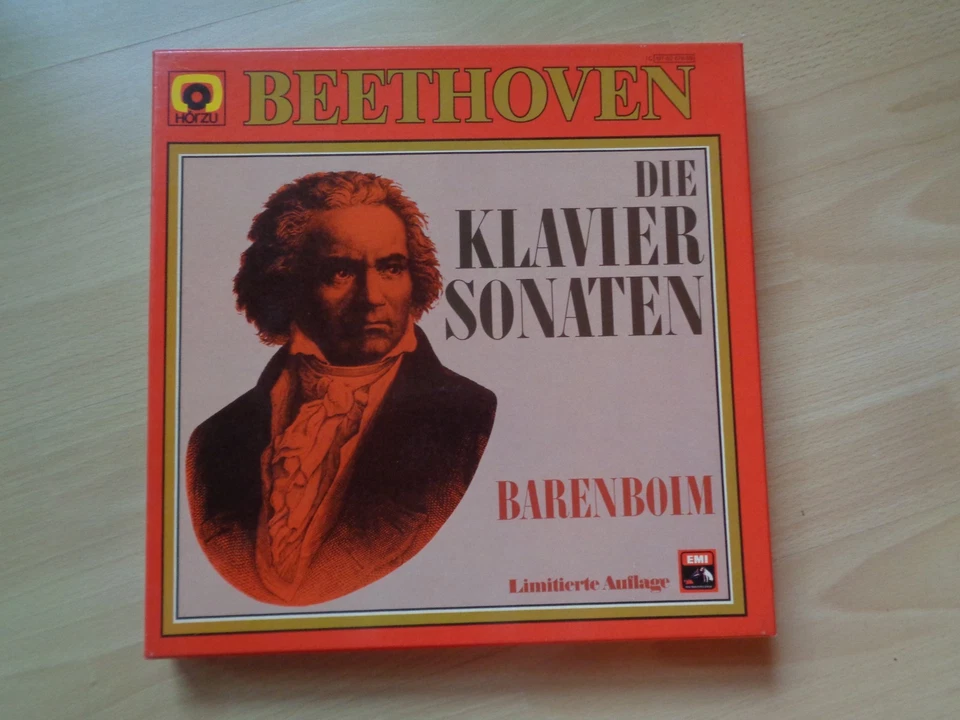 BEETHOVEN
HÖRZU
DIE
KLAVIER
SONATEN
BARENBOIM
Limitierte Auflage
EMI